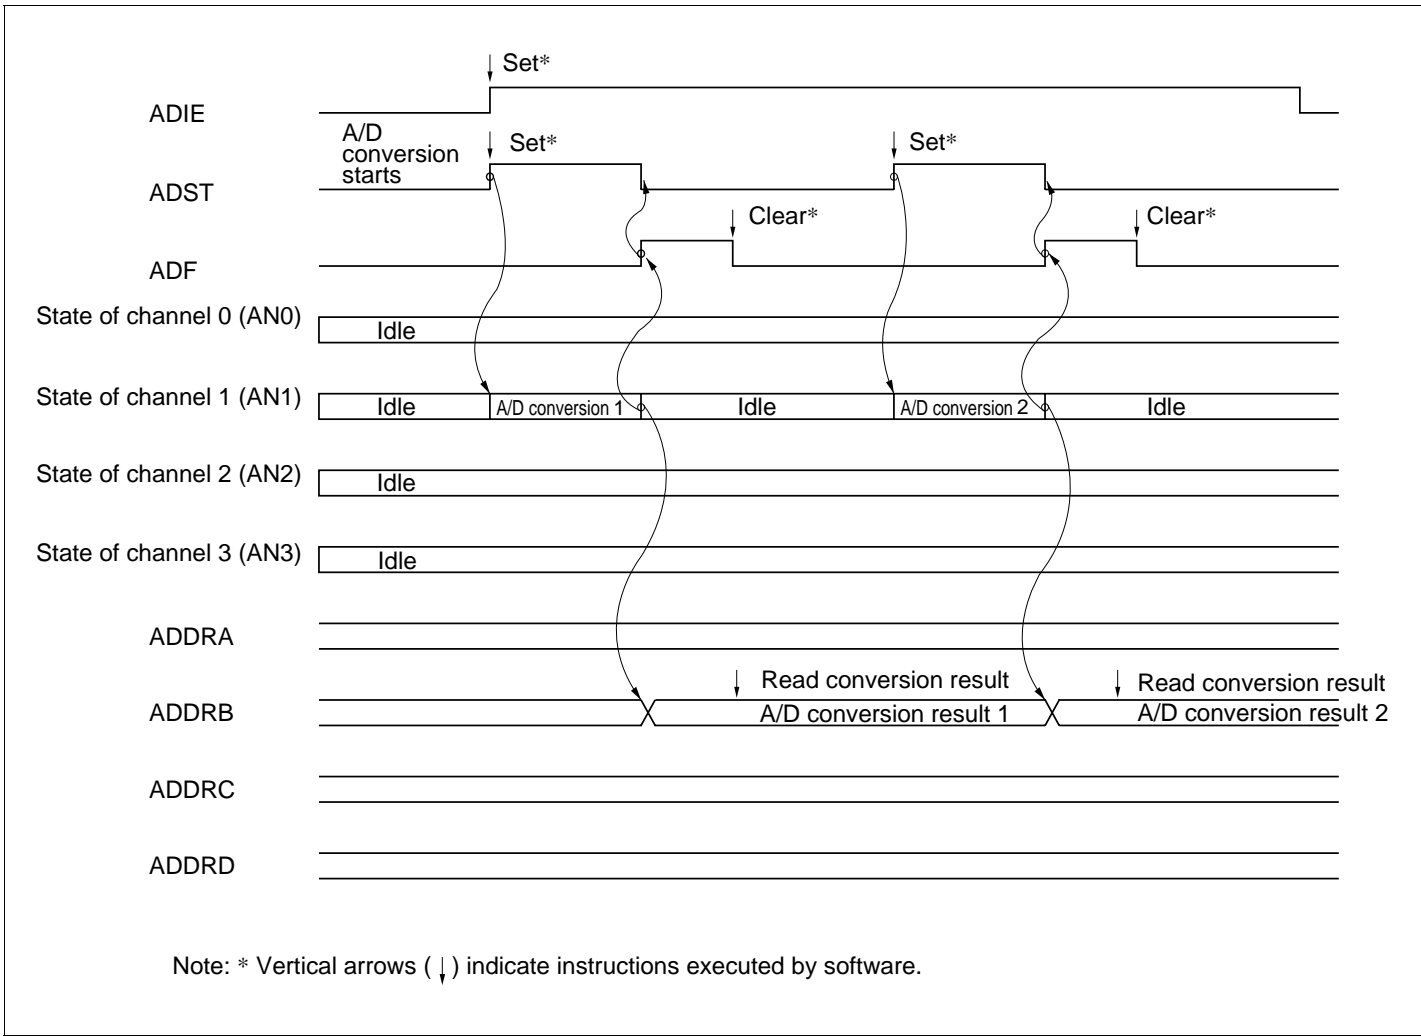 Set*
ADIE
A/D
conversion
starts
Set*
Set*
ADST
Clear*
Clear*
ADF
State of channel 0 (AN0)
Idle
State of channel 1 (AN1)
Idle
A/D conversion 1
Idle
A/D conversion 2
Idle
State of channel 2 (AN2)
Idle
State of channel 3 (AN3)
Idle
ADDRA
Read conversion result
Read conversion result
ADDRB
A/D conversion result 1
A/D conversion result 2
ADDRC
ADDRD
Note: * Vertical arrows ( ↓ ) indicate instructions executed by software.